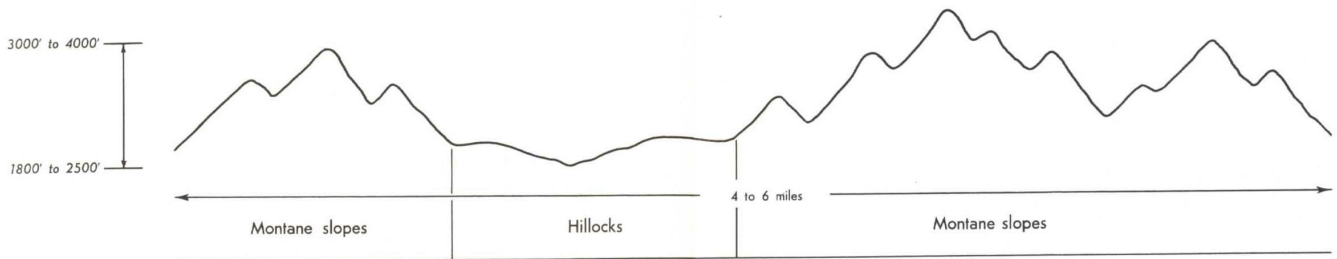 3000' to 4000'
1800' to 2500'
4 to 6 miles
Montane slopes
Hillocks
Montane slopes